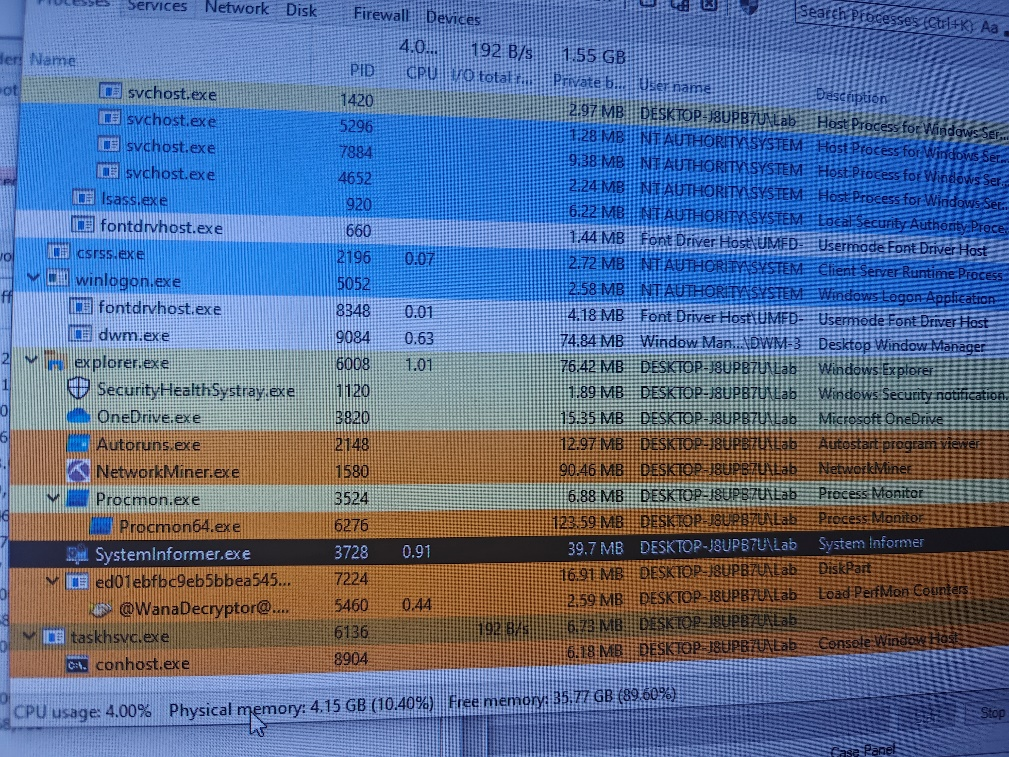 Processes Services Network Disk Firewall Devices Search Processes (Ctrl+K) Aa
4.0... 192 B/s 1.55 GB
Name PID CPU I/O total r... Private b... User name Description
svchost.exe 1420 2.97 MB DESKTOP-J8UPB7U\Lab Host Process for Windows Ser...
svchost.exe 5296 1.28 MB NT AUTHORITY\SYSTEM Host Process for Windows Ser...
svchost.exe 7884 9.38 MB NT AUTHORITY\SYSTEM Host Process for Windows Ser...
svchost.exe 4652 2.24 MB NT AUTHORITY\SYSTEM Host Process for Windows Ser...
lsass.exe 920 6.22 MB NT AUTHORITY\SYSTEM Local Security Authority Proce...
fontdrvhost.exe 660 1.44 MB Font Driver Host\UMFD- Usermode Font Driver Host
csrss.exe 2196 0.07 2.72 MB NT AUTHORITY\SYSTEM Client Server Runtime Process
winlogon.exe 5052 2.58 MB NT AUTHORITY\SYSTEM Windows Logon Application
fontdrvhost.exe 8348 0.01 4.18 MB Font Driver Host\UMFD- Usermode Font Driver Host
dwm.exe 9084 0.63 74.84 MB Window Man...\DWM-3 Desktop Window Manager
explorer.exe 6008 1.01 76.42 MB DESKTOP-J8UPB7U\Lab Windows Explorer
SecurityHealthSystray.exe 1120 1.89 MB DESKTOP-J8UPB7U\Lab Windows Security notification
OneDrive.exe 3820 15.35 MB DESKTOP-J8UPB7U\Lab Microsoft OneDrive
Autoruns.exe 2148 12.97 MB DESKTOP-J8UPB7U\Lab Autostart program viewer
NetworkMiner.exe 1580 90.46 MB DESKTOP-J8UPB7U\Lab NetworkMiner
Procmon.exe 3524 6.88 MB DESKTOP-J8UPB7U\Lab Process Monitor
Procmon64.exe 6276 123.59 MB DESKTOP-J8UPB7U\Lab Process Monitor
SystemInformer.exe 3728 0.91 39.7 MB DESKTOP-J8UPB7U\Lab System Informer
ed01ebfbc9eb5bbea545... 7224 16.91 MB DESKTOP-J8UPB7U\Lab DiskPart
@WanaDecryptor@.... 5460 0.44 2.59 MB DESKTOP-J8UPB7U\Lab Load PerfMon Counters
taskhsvc.exe 6136 192 B/s 6.73 MB DESKTOP-J8UPB7U\Lab
conhost.exe 8904 6.18 MB DESKTOP-J8UPB7U\Lab Console Window Host
CPU usage: 4.00% Physical memory: 4.15 GB (10.40%) Free memory: 35.77 GB (89.60%)
Stop
Case Panel